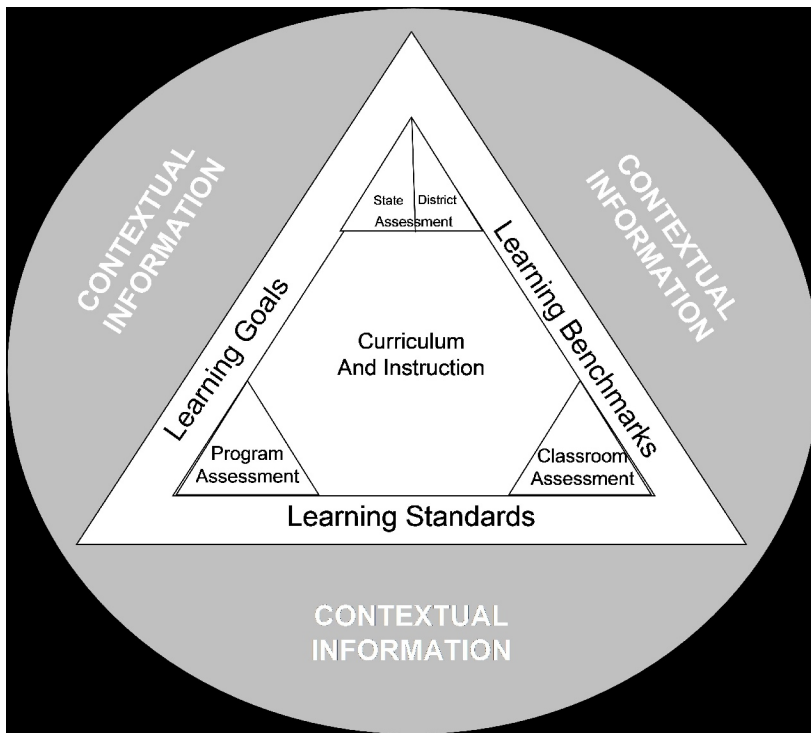 CONTEXTUAL
INFORMATION
CONTEXTUAL
INFORMATION
State District
Assessment
Learning Goals
Learning Benchmarks
Curriculum
And Instruction
Program
Assessment
Classroom
Assessment
Learning Standards
CONTEXTUAL
INFORMATION